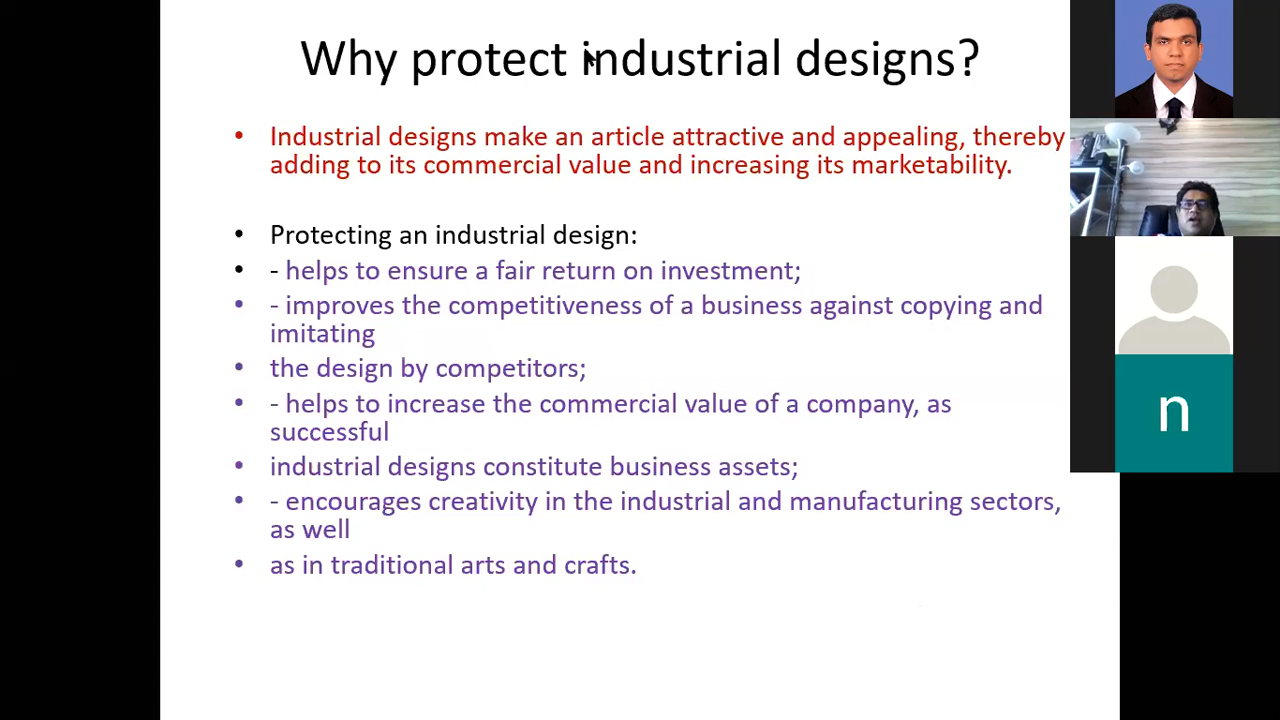 Why protect industrial designs?
• Industrial designs make an article attractive and appealing, thereby
adding to its commercial value and increasing its marketability.
• Protecting an industrial design:
• - helps to ensure a fair return on investment;
• - improves the competitiveness of a business against copying and
imitating
• the design by competitors;
• - helps to increase the commercial value of a company, as
successful
• industrial designs constitute business assets;
• - encourages creativity in the industrial and manufacturing sectors,
as well
• as in traditional arts and crafts.
n